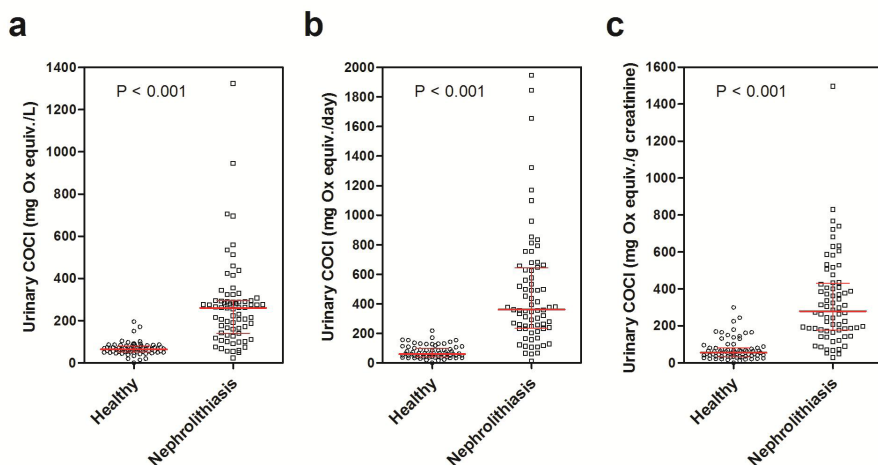 a
Urinary COCI (mg Ox equiv./L)
1400
1200
1000
800
600
400
200
0
P < 0.001
Healthy
Nephrolithiasis
b
Urinary COCI (mg Ox equiv./day)
2000
1800
1600
1400
1200
1000
800
600
400
200
0
P < 0.001
Healthy
Nephrolithiasis
c
Urinary COCI (mg Ox equiv./g creatinine)
1600
1400
1200
1000
800
600
400
200
0
P < 0.001
Healthy
Nephrolithiasis